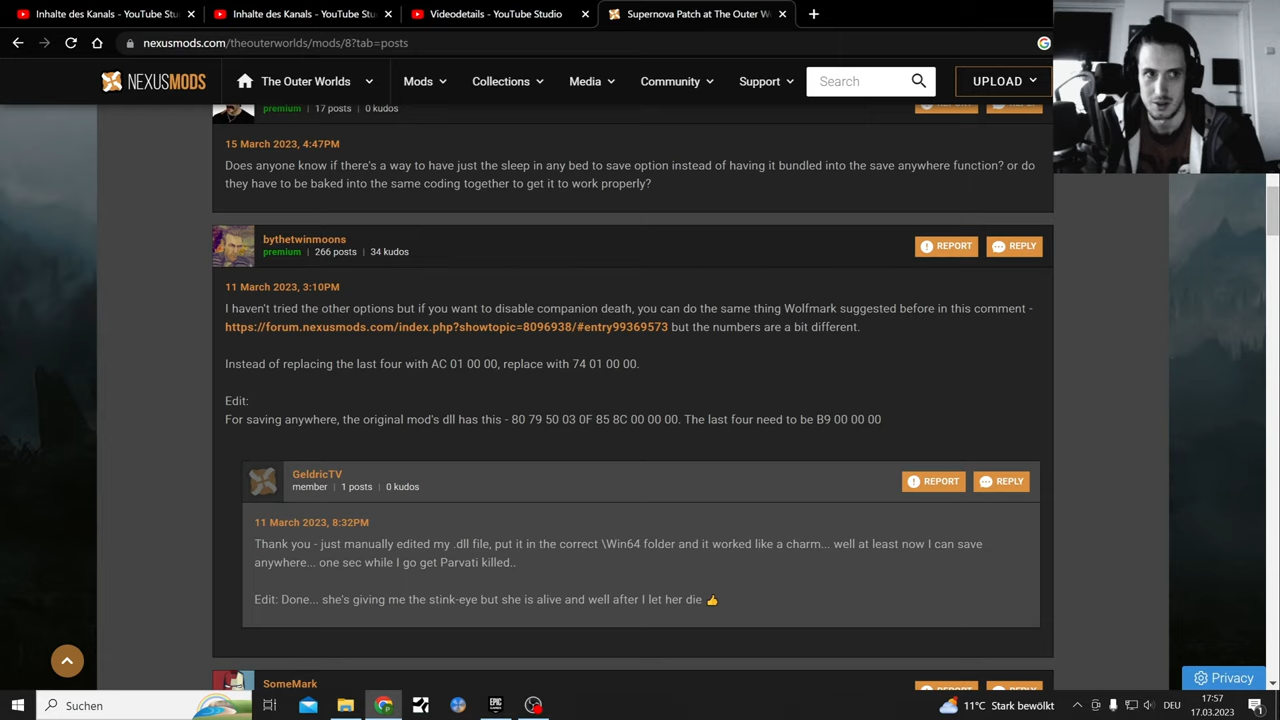 Inhalte des Kanals - YouTube Stu
Inhalte des Kanals - YouTube Stu
Videodetails - YouTube Studio
Supernova Patch at The Outer W
nexusmods.com/theouterworlds/mods/8?tab=posts
NEXUSMODS
The Outer Worlds
Mods
Collections
Media
Community
Support
Search
UPLOAD
premium | 17 posts | 0 kudos
REPORT
REPLY
15 March 2023, 4:47PM
Does anyone know if there's a way to have just the sleep in any bed to save option instead of having it bundled into the save anywhere function? or do
they have to be baked into the same coding together to get it to work properly?
bythetwinmoons
premium | 266 posts | 34 kudos
REPORT
REPLY
11 March 2023, 3:10PM
I haven't tried the other options but if you want to disable companion death, you can do the same thing Wolfmark suggested before in this comment -
https://forum.nexusmods.com/index.php?showtopic=8096938/#entry99369573 but the numbers are a bit different.
Instead of replacing the last four with AC 01 00 00, replace with 74 01 00 00.
Edit:
For saving anywhere, the original mod's dll has this - 80 79 50 03 0F 85 8C 00 00 00. The last four need to be B9 00 00 00
GeldricTV
member | 1 posts | 0 kudos
REPORT
REPLY
11 March 2023, 8:32PM
Thank you - just manually edited my .dll file, put it in the correct \Win64 folder and it worked like a charm... well at least now I can save
anywhere... one sec while I go get Parvati killed..
Edit: Done... she's giving me the stink-eye but she is alive and well after I let her die 👍
SomeMark
Privacy
Suchen
EPIC
11°C Stark bewölkt
DEU
17:57
17.03.2023
1